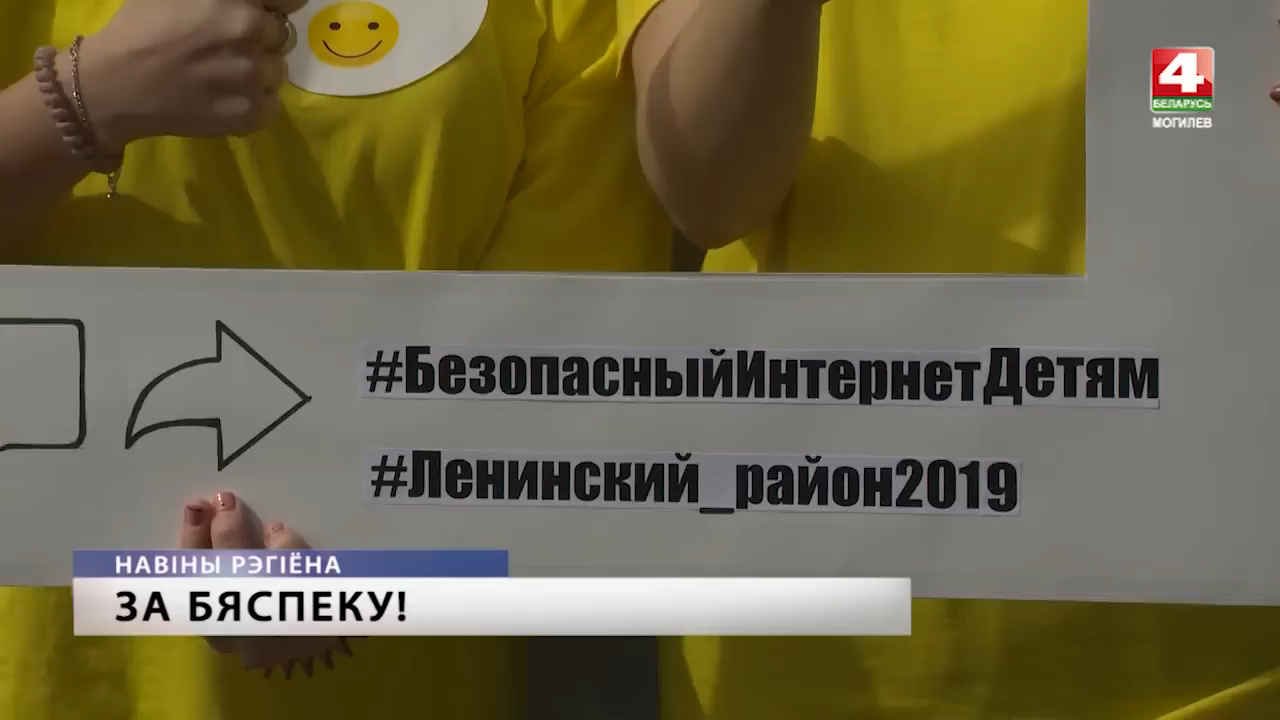 4
БЕЛАРУСЬ
МОГИЛЕВ
#БезопасныйИнтернетДетям
#Ленинский_район2019
НАВІНЫ РЭГІЁНА
ЗА БЯСПЕКУ!